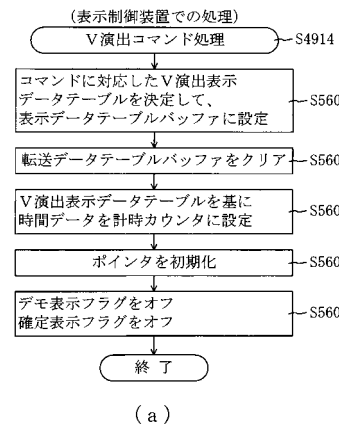 (表示制御装置での処理)
V演出コマンド処理
S4914
コマンドに対応したV演出表示
データテーブルを決定して、
表示データテーブルバッファに設定
S560
転送データテーブルバッファをクリア
S560
V演出表示データテーブルを基に
時間データを計時カウンタに設定
S560
ポインタを初期化
S560
デモ表示フラグをオフ
確定表示フラグをオフ
S560
終了
(a)